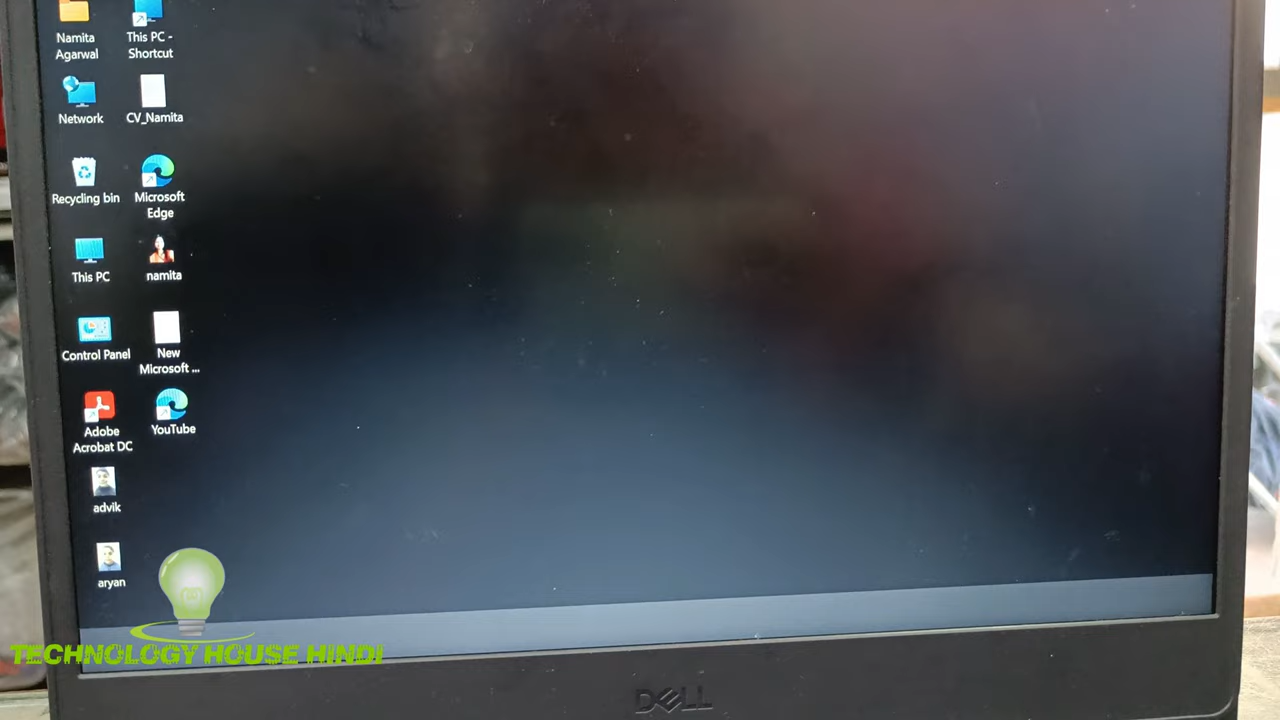 Namita
Agarwal
This PC -
Shortcut
Network
CV_Namita
Recycling bin
Microsoft
Edge
This PC
namita
Control Panel
New
Microsoft ...
Adobe
Acrobat DC
YouTube
advik
aryan
TECHNOLOGY HOUSE HINDI
DELL